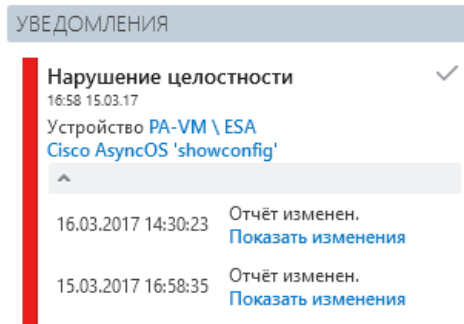 УВЕДОМЛЕНИЯ
Нарушение целостности
16:58 15.03.17
Устройство PA-VM \ ESA
Cisco AsyncOS 'showconfig'
16.03.2017 14:30:23
Отчёт изменен.
Показать изменения
15.03.2017 16:58:35
Отчёт изменен.
Показать изменения